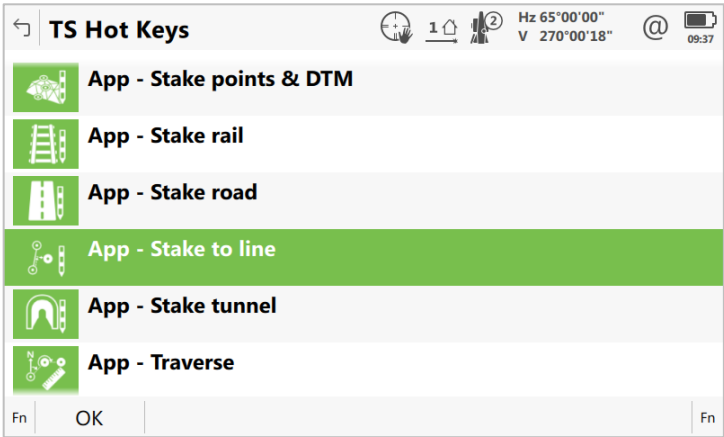 TS Hot Keys
1
2
Hz 65°00'00"
V 270°00'18"
@
09:37
App - Stake points & DTM
App - Stake rail
App - Stake road
App - Stake to line
App - Stake tunnel
N
App - Traverse
Fn OK Fn